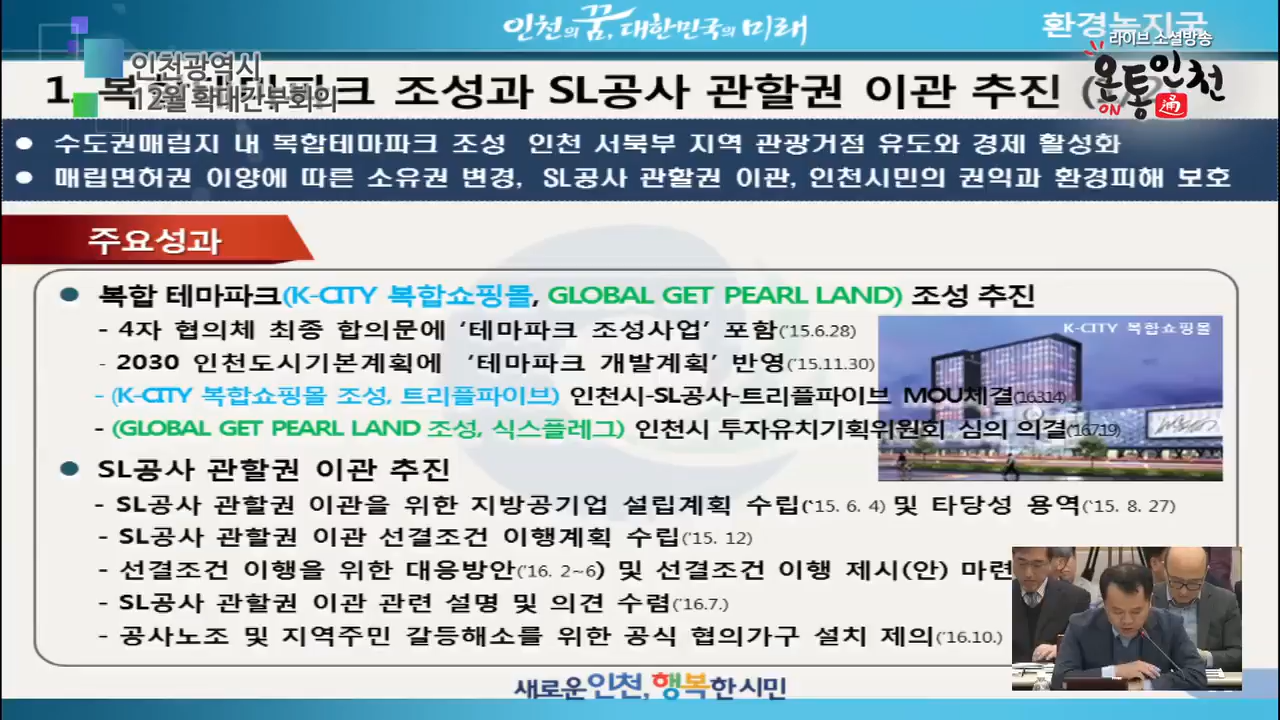 인천의 꿈, 대한민국의 미래
환경녹지국
라이브 소셜방송
온통인천
ON 通
인천광역시
12월 확대간부회의
1. 복합테마파크 조성과 SL공사 관할권 이관 추진
● 수도권매립지 내 복합테마파크 조성 인천 서북부 지역 관광거점 유도와 경제 활성화
● 매립면허권 이양에 따른 소유권 변경, SL공사 관활권 이관, 인천시민의 권익과 환경피해 보호
주요성과
● 복합 테마파크(K-CITY 복합쇼핑몰, GLOBAL GET PEARL LAND) 조성 추진
- 4자 협의체 최종 합의문에 '테마파크 조성사업' 포함('15.6.28)
- 2030 인천도시기본계획에 '테마파크 개발계획' 반영('15.11.30)
- (K-CITY 복합쇼핑몰 조성, 트리플파이브) 인천시-SL공사-트리플파이브 MOU체결('16.3.14)
- (GLOBAL GET PEARL LAND 조성, 식스플레그) 인천시 투자유치기획위원회 심의 의결('16.7.19)
K-CITY 복합쇼핑몰
● SL공사 관할권 이관 추진
- SL공사 관할권 이관을 위한 지방공기업 설립계획 수립('15. 6. 4) 및 타당성 용역('15. 8. 27)
- SL공사 관할권 이관 선결조건 이행계획 수립('15. 12)
- 선결조건 이행을 위한 대응방안('16. 2~6) 및 선결조건 이행 제시(안) 마련
- SL공사 관할권 이관 관련 설명 및 의견 수렴('16.7.)
- 공사노조 및 지역주민 갈등해소를 위한 공식 협의가구 설치 제의('16.10.)
새로운 인천, 행복한 시민